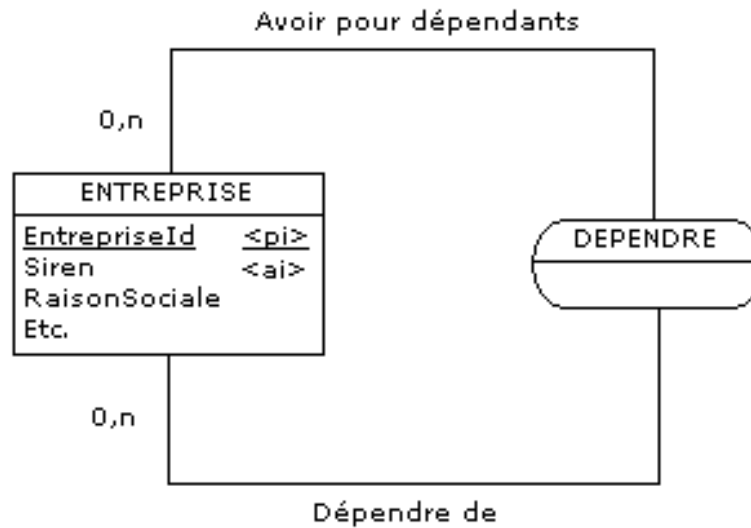 Avoir pour dépendants
0,n
ENTREPRISE
EntrepriseId <pi>
Siren <ai>
RaisonSociale
Etc.
DEPENDRE
0,n
Dépendre de